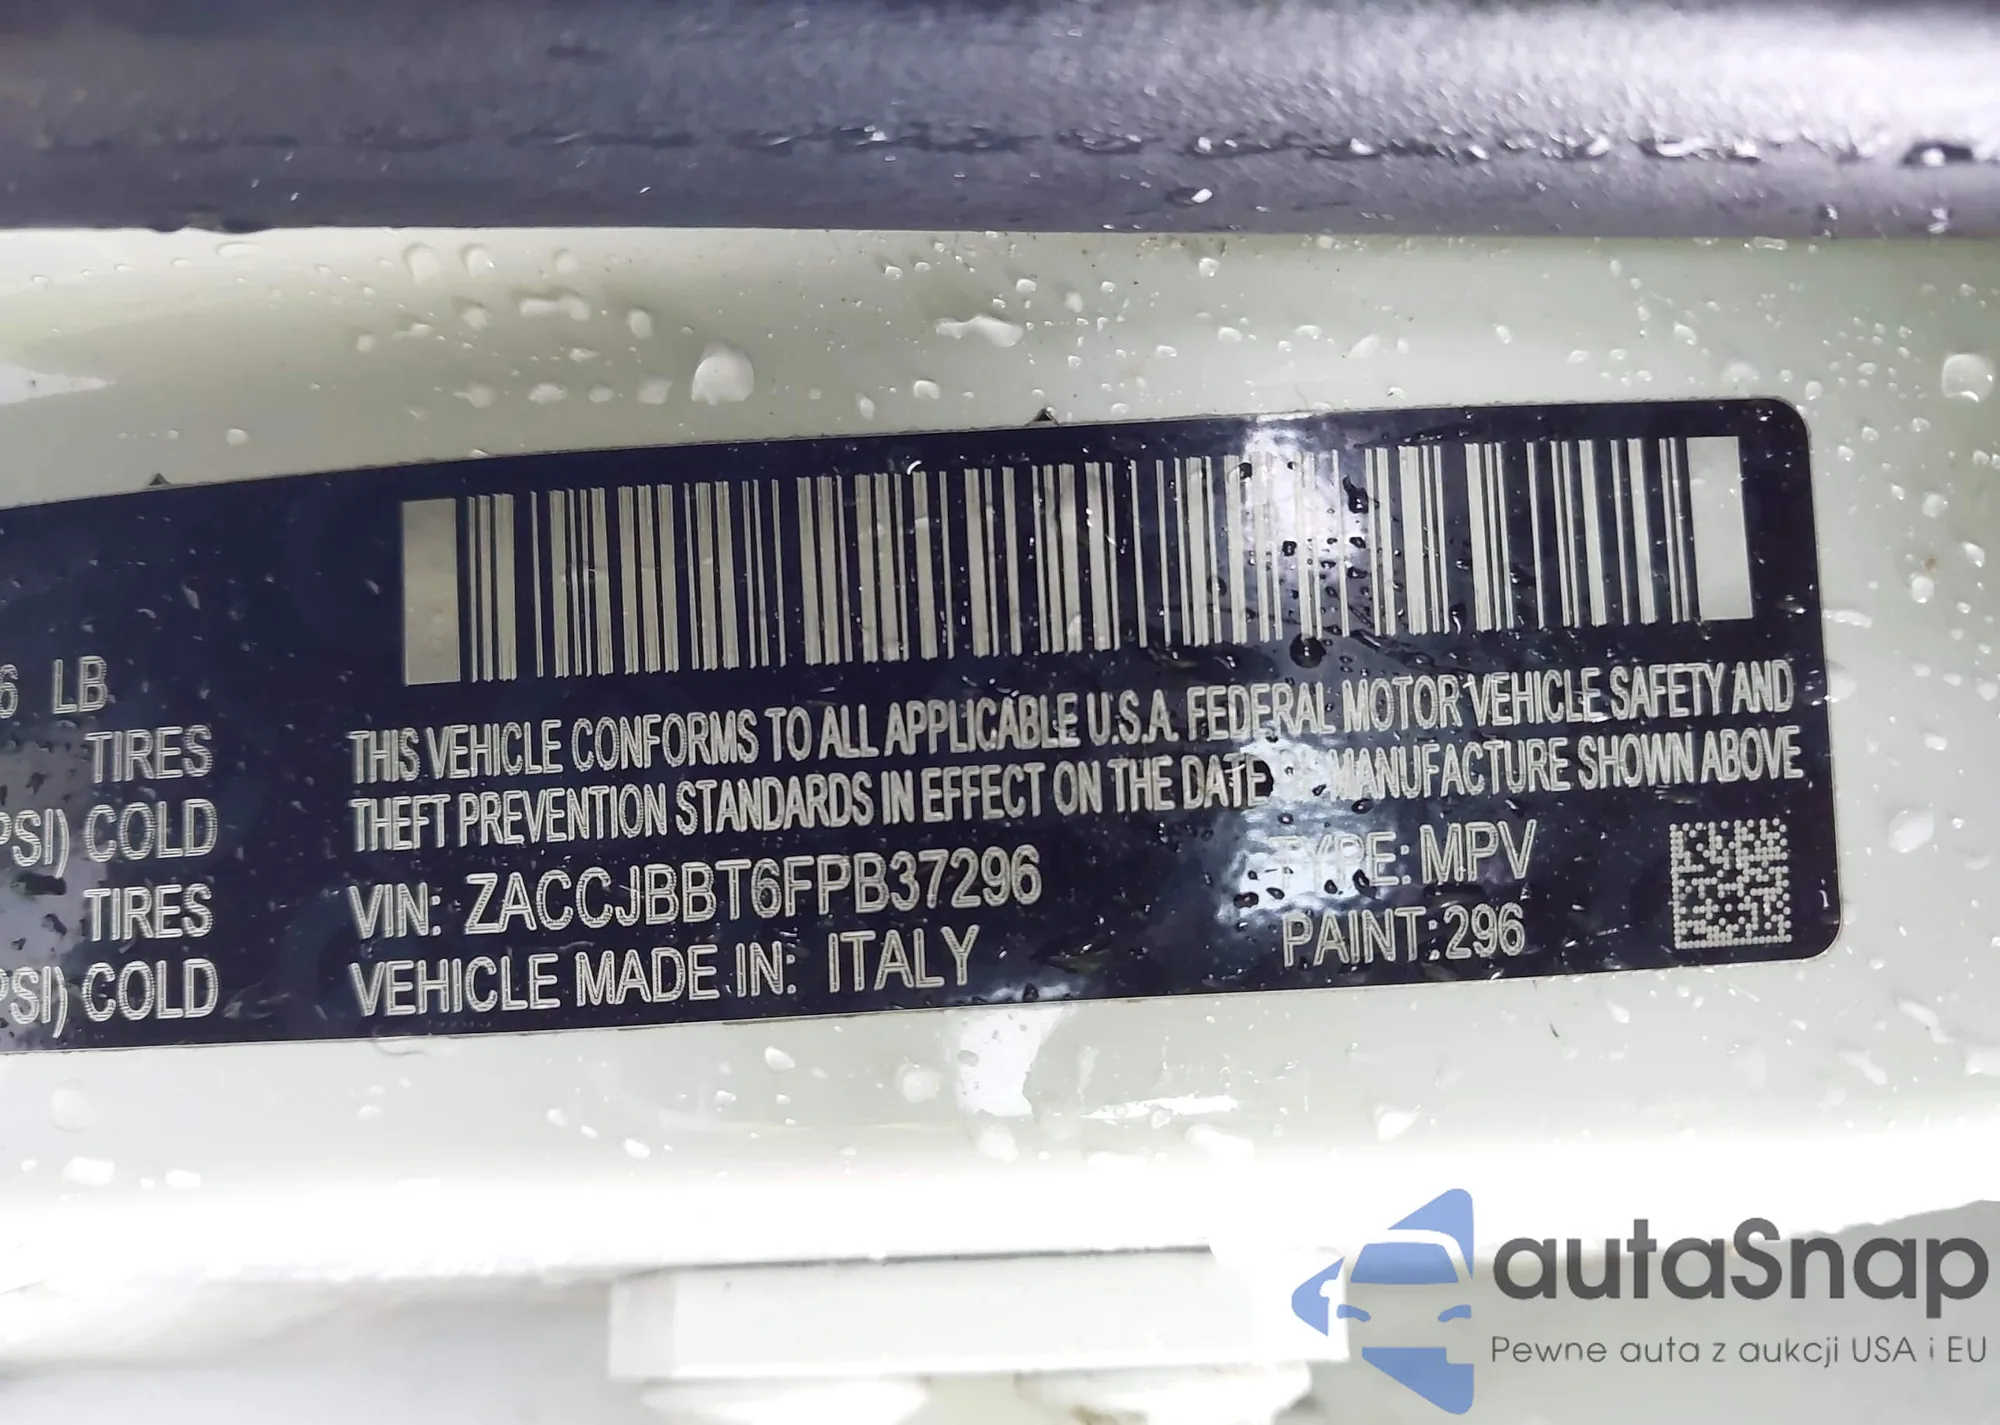 6 LB
TIRES
PSI) COLD
TIRES
PSI) COLD
THIS VEHICLE CONFORMS TO ALL APPLICABLE U.S.A. FEDERAL MOTOR VEHICLE SAFETY AND
THEFT PREVENTION STANDARDS IN EFFECT ON THE DATE MANUFACTURE SHOWN ABOVE
VIN: ZACCJBBT6FPB37296
TYPE: MPV
VEHICLE MADE IN: ITALY
PAINT: 296
autaSnap
Pewne auta z aukcji USA i EU